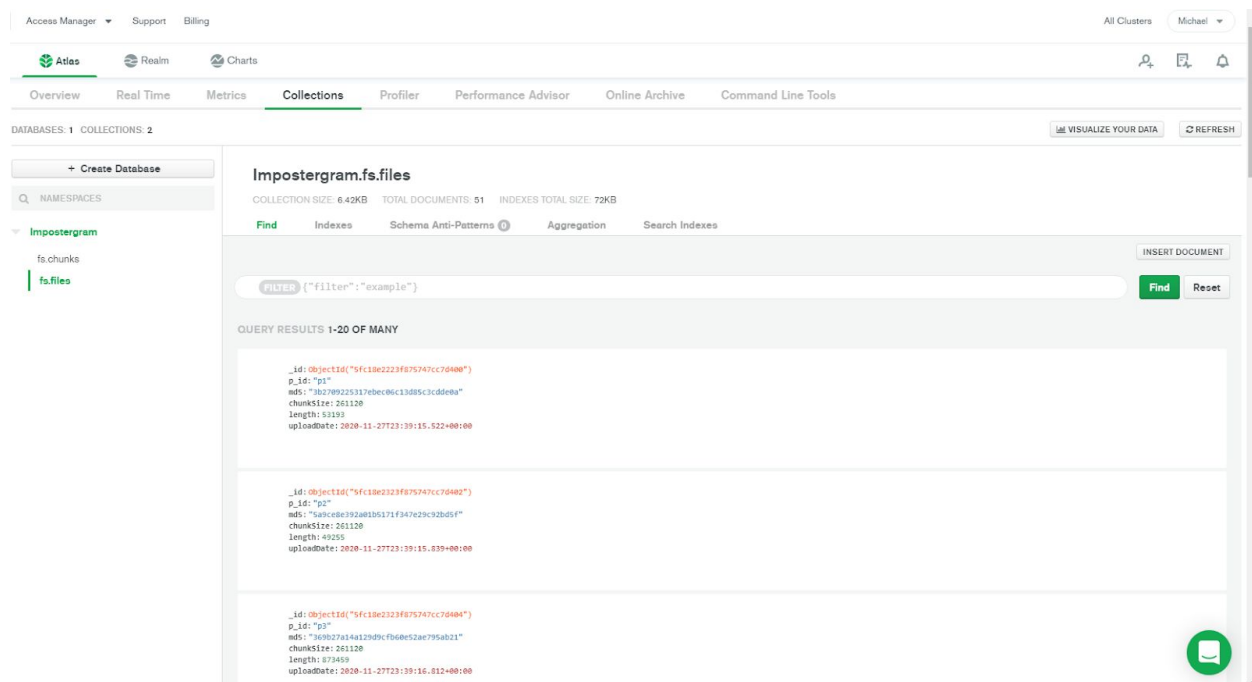 Access Manager Support Billing All Clusters Michael
Atlas Realm Charts
Overview Real Time Metrics Collections Profiler Performance Advisor Online Archive Command Line Tools
DATABASES: 1 COLLECTIONS: 2 VISUALIZE YOUR DATA REFRESH
+ Create Database
NAMESPACES
Impostergram
fs.chunks
fs.files
Impostergram.fs.files
COLLECTION SIZE: 6.42KB TOTAL DOCUMENTS: 51 INDEXES TOTAL SIZE: 72KB
Find Indexes Schema Anti-Patterns 0 Aggregation Search Indexes
INSERT DOCUMENT
FILTER {"filter":"example"} Find Reset
QUERY RESULTS 1-20 OF MANY
_id:ObjectId("5fc18e2223f875747cc7d400")
p_id:"p1"
md5:"3b2709225317ebec06c13d85c3cdde0a"
chunkSize:261120
length:53193
uploadDate:2020-11-27T23:39:15.522+00:00
_id:ObjectId("5fc18e2323f875747cc7d402")
p_id:"p2"
md5:"5a9ce8e392a01b5171f347e29c92bd5f"
chunkSize:261120
length:49255
uploadDate:2020-11-27T23:39:15.839+00:00
_id:ObjectId("5fc18e2323f875747cc7d404")
p_id:"p3"
md5:"369b27a14a129d9cfb60e52ae795ab21"
chunkSize:261120
length:873459
uploadDate:2020-11-27T23:39:16.812+00:00